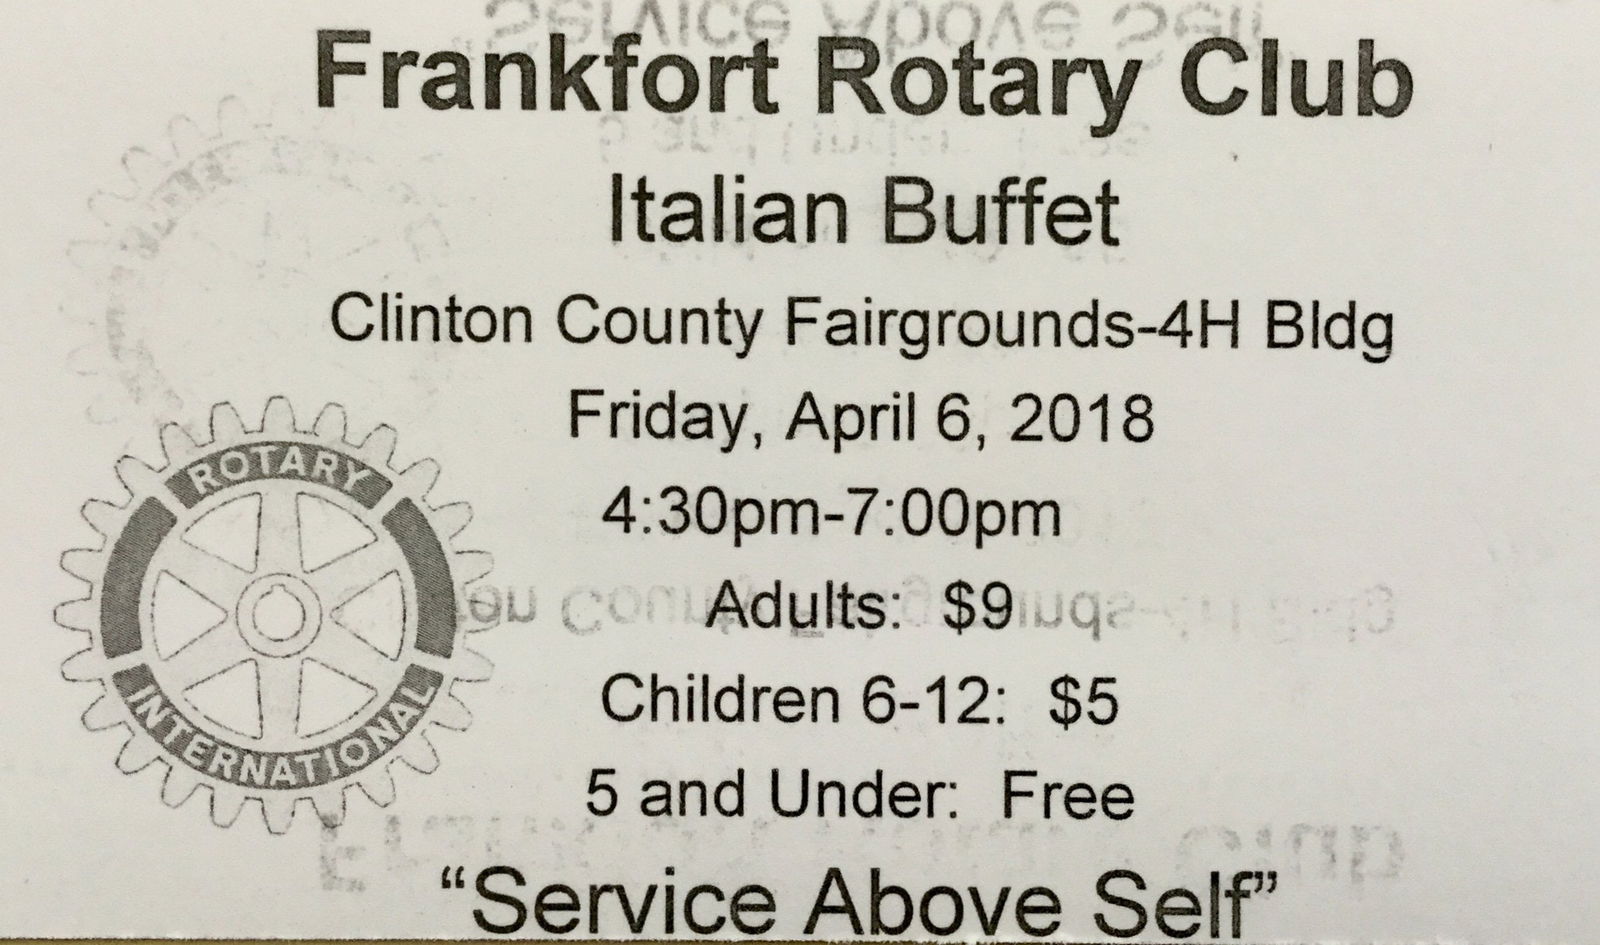 Frankfort Rotary Club
Italian Buffet
Clinton County Fairgrounds-4H Bldg
Friday, April 6, 2018
4:30pm-7:00pm
Adults: $9
Children 6-12: $5
5 and Under: Free
“Service Above Self”
ROTARY
INTERNATIONAL